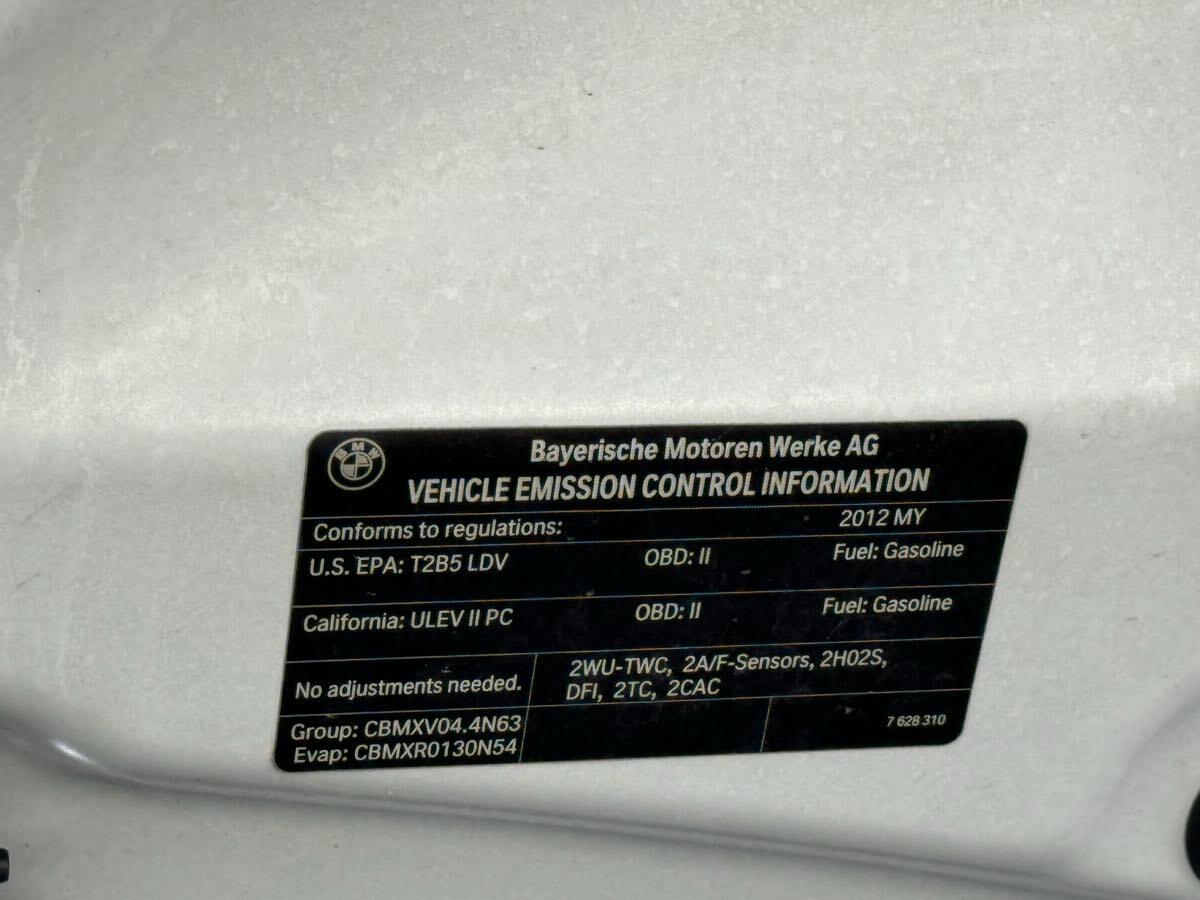 BMW
Bayerische Motoren Werke AG
VEHICLE EMISSION CONTROL INFORMATION
Conforms to regulations: 2012 MY
U.S. EPA: T2B5 LDV OBD: II Fuel: Gasoline
California: ULEV II PC OBD: II Fuel: Gasoline
No adjustments needed.
2WU-TWC, 2A/F-Sensors, 2H02S,
DFI, 2TC, 2CAC
Group: CBMXV04.4N63
Evap: CBMXR0130N54
7 628 310